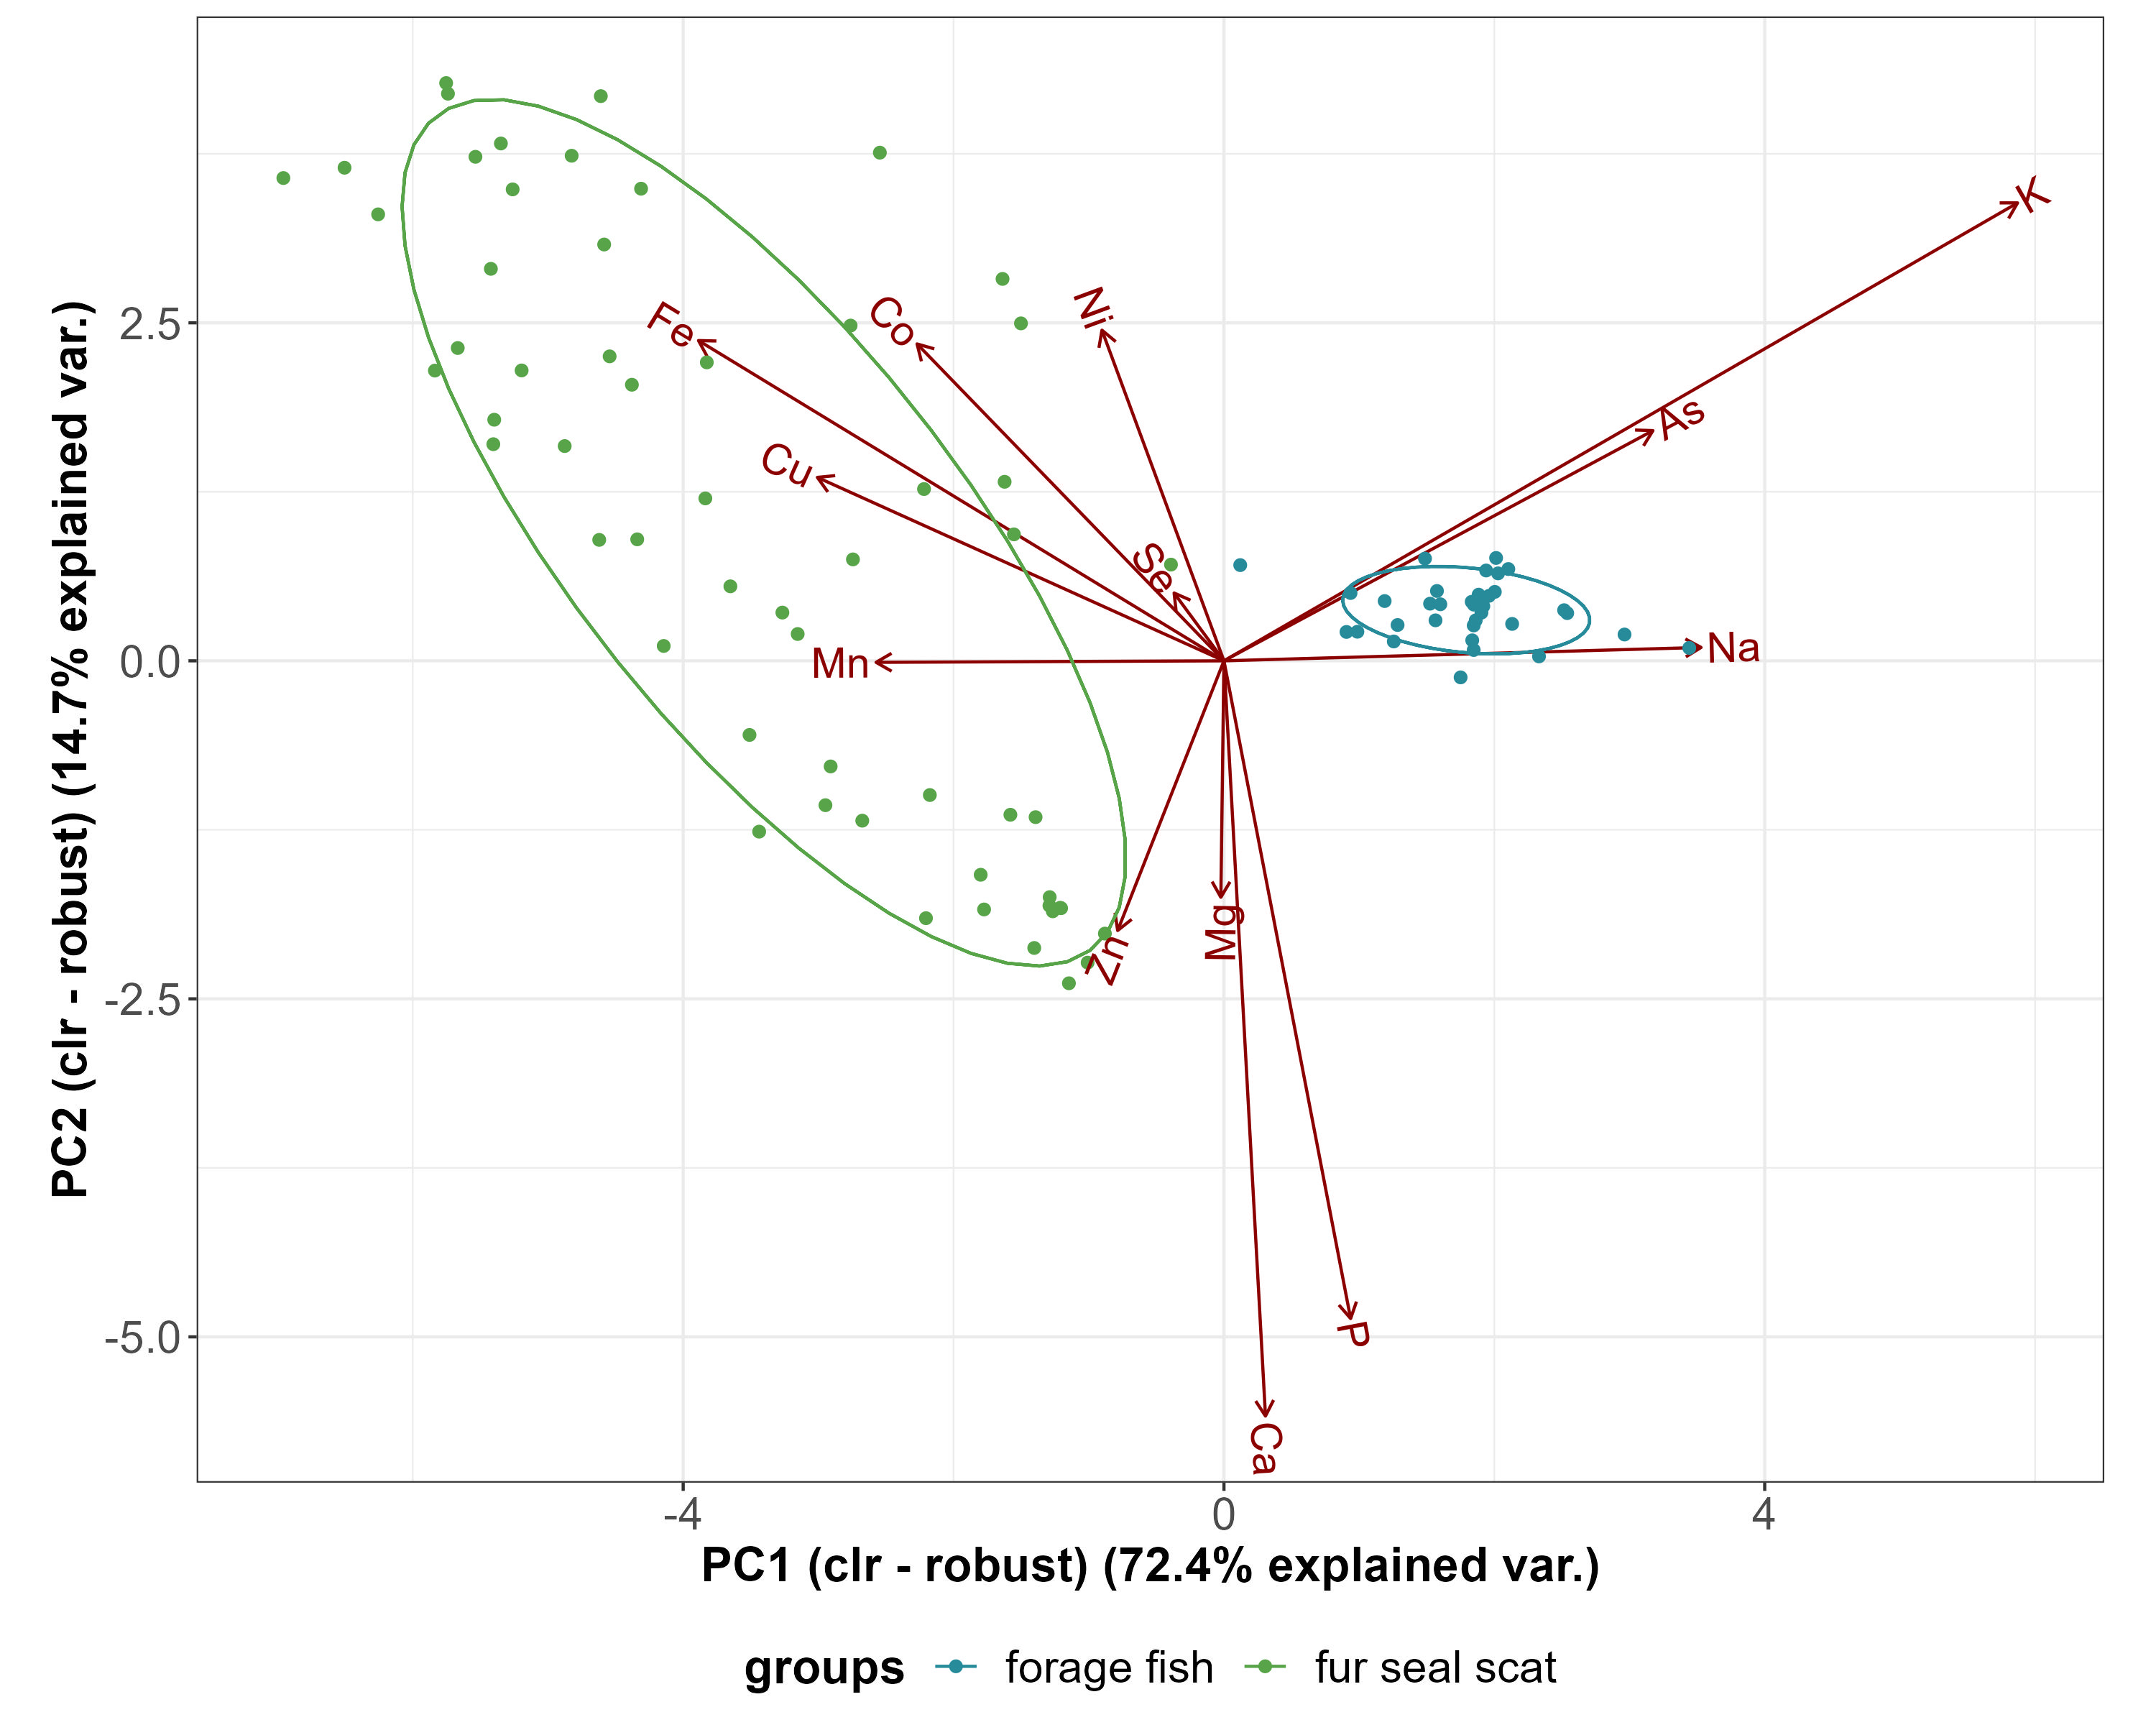 K
Ni
Co
Fe
As
Cu
Se
Na
Mn
Mg
Zn
P
Ca
2.5
0.0
-2.5
-5.0
PC2 (clr - robust) (14.7% explained var.)
-4
0
4
PC1 (clr - robust) (72.4% explained var.)
groups
forage fish
fur seal scat